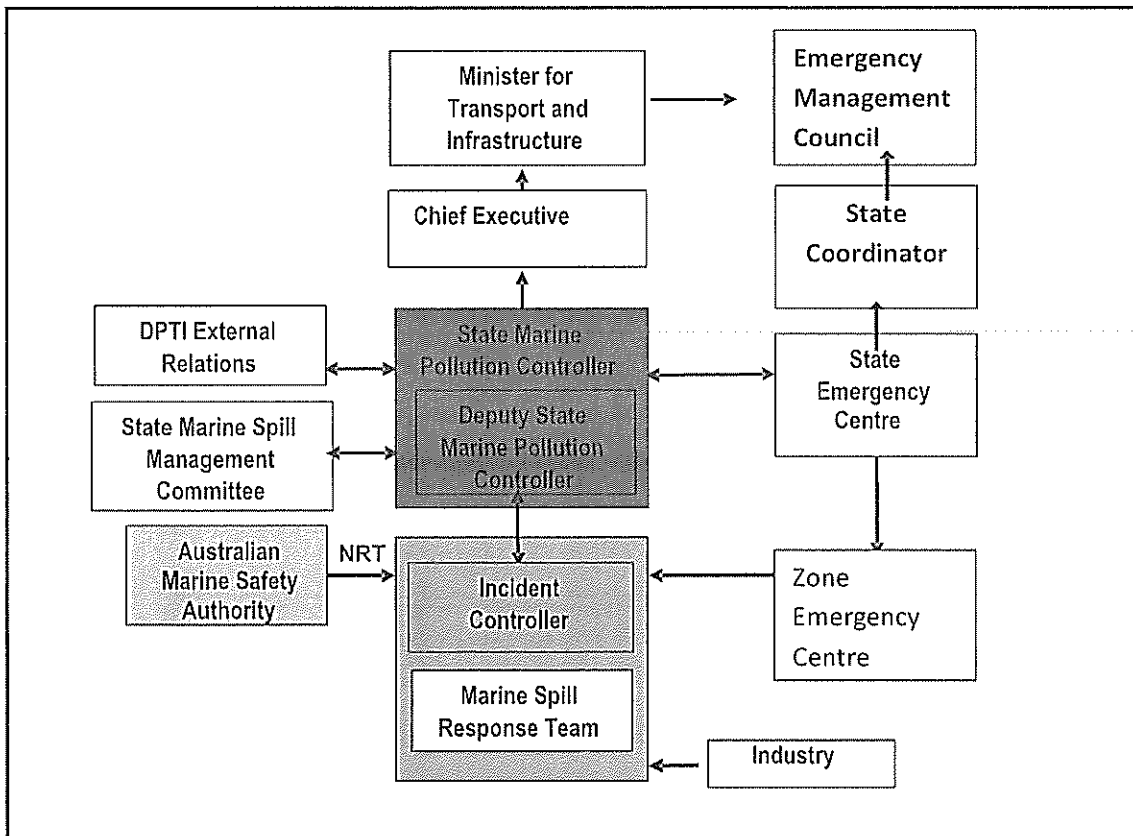 Minister for
Transport and
Infrastructure
Emergency
Management
Council
Chief Executive
State
Coordinator
DPTI External
Relations
State Marine
Pollution Controller
State
Emergency
Centre
State Marine Spill
Management
Committee
Deputy State
Marine Pollution
Controller
Australian
Marine Safety
Authority
NRT
Incident
Controller
Zone
Emergency
Centre
Marine Spill
Response Team
Industry